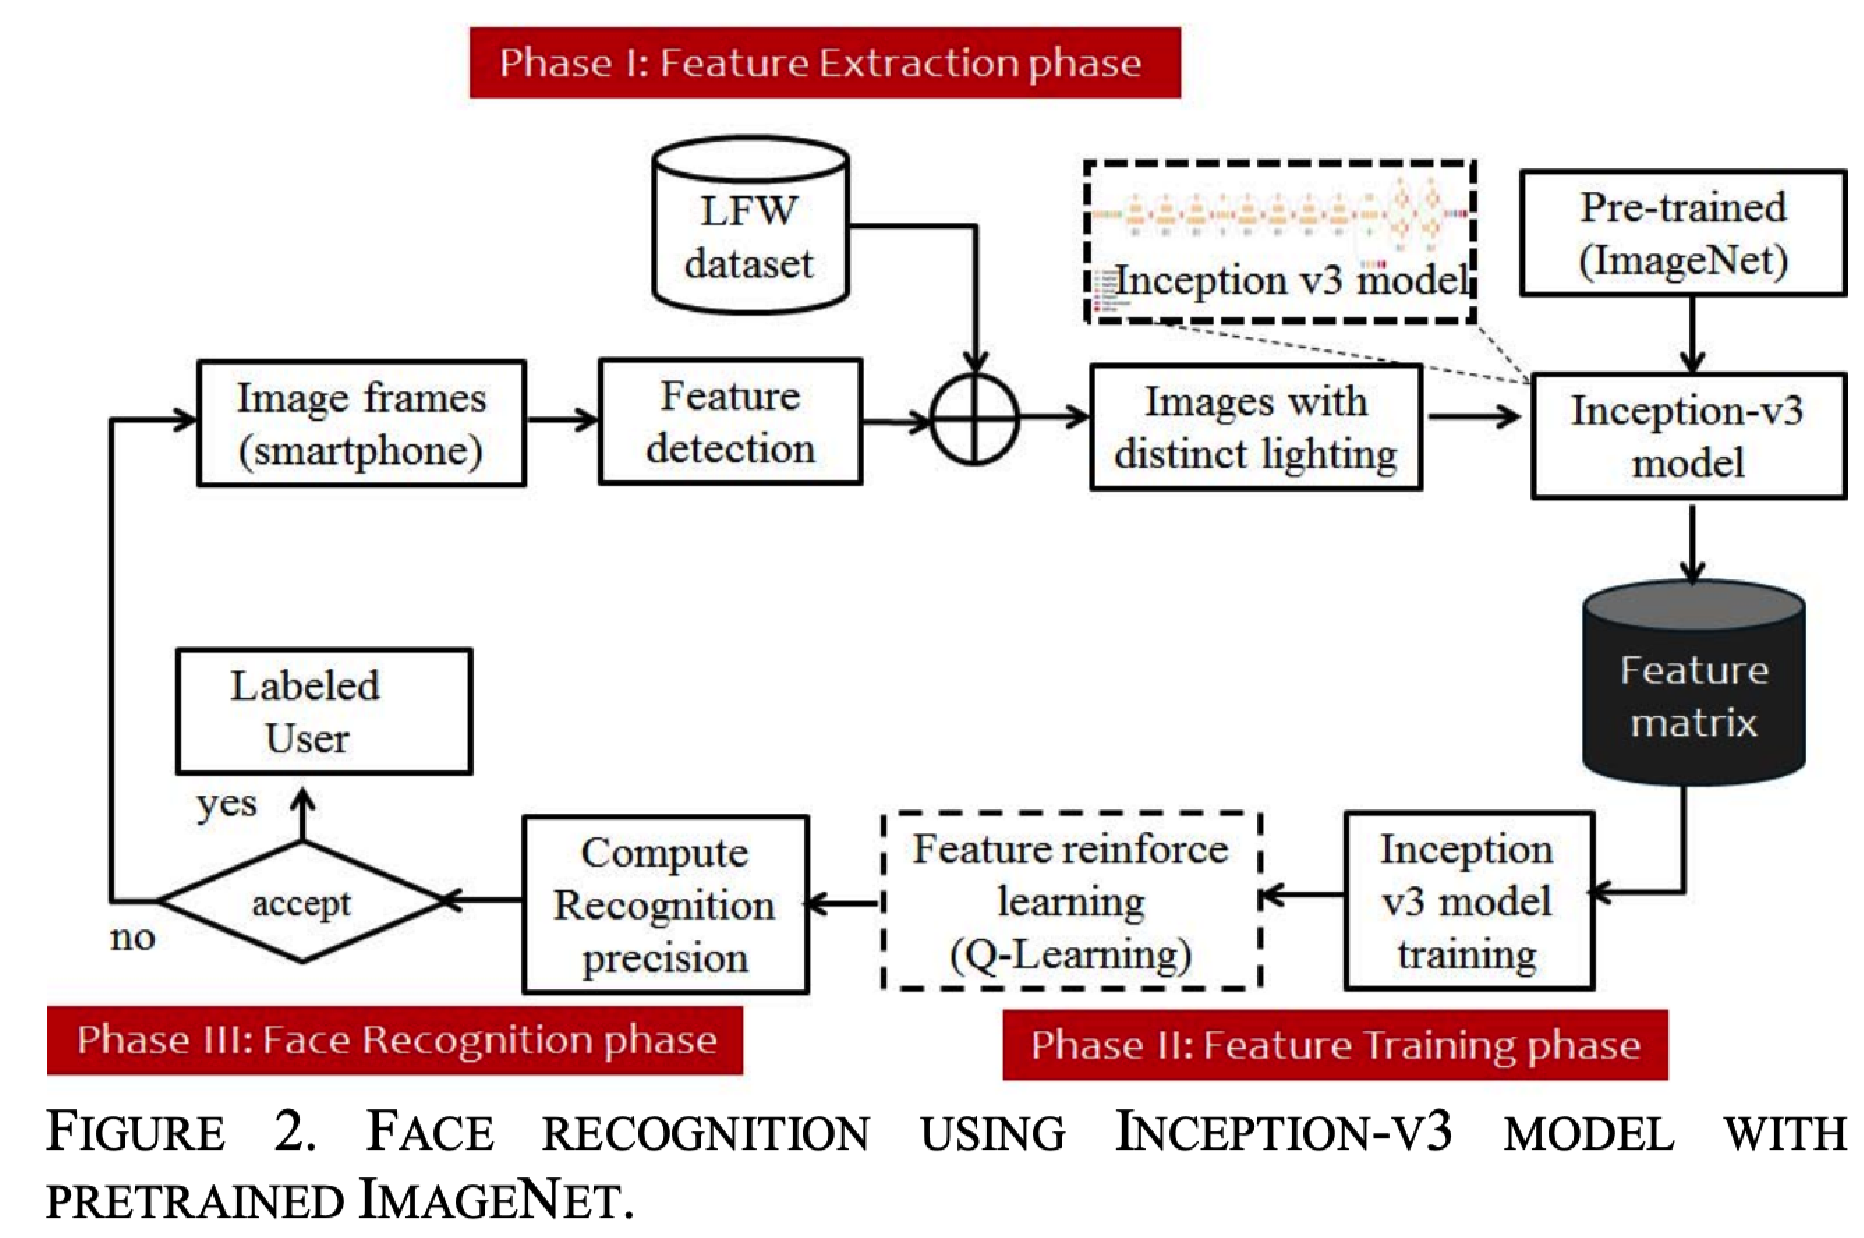 Phase I: Feature Extraction phase
LFW
dataset
Inception v3 model
Pre-trained
(ImageNet)
Image frames
(smartphone)
Feature
detection
Images with
distinct lighting
Inception-v3
model
Feature
matrix
Labeled
User
yes
accept
no
Compute
Recognition
precision
Feature reinforce
learning
(Q-Learning)
Inception
v3 model
training
Phase III: Face Recognition phase
Phase II: Feature Training phase
FIGURE 2. FACE RECOGNITION USING INCEPTION-V3 MODEL WITH
PRETRAINED IMAGENET.